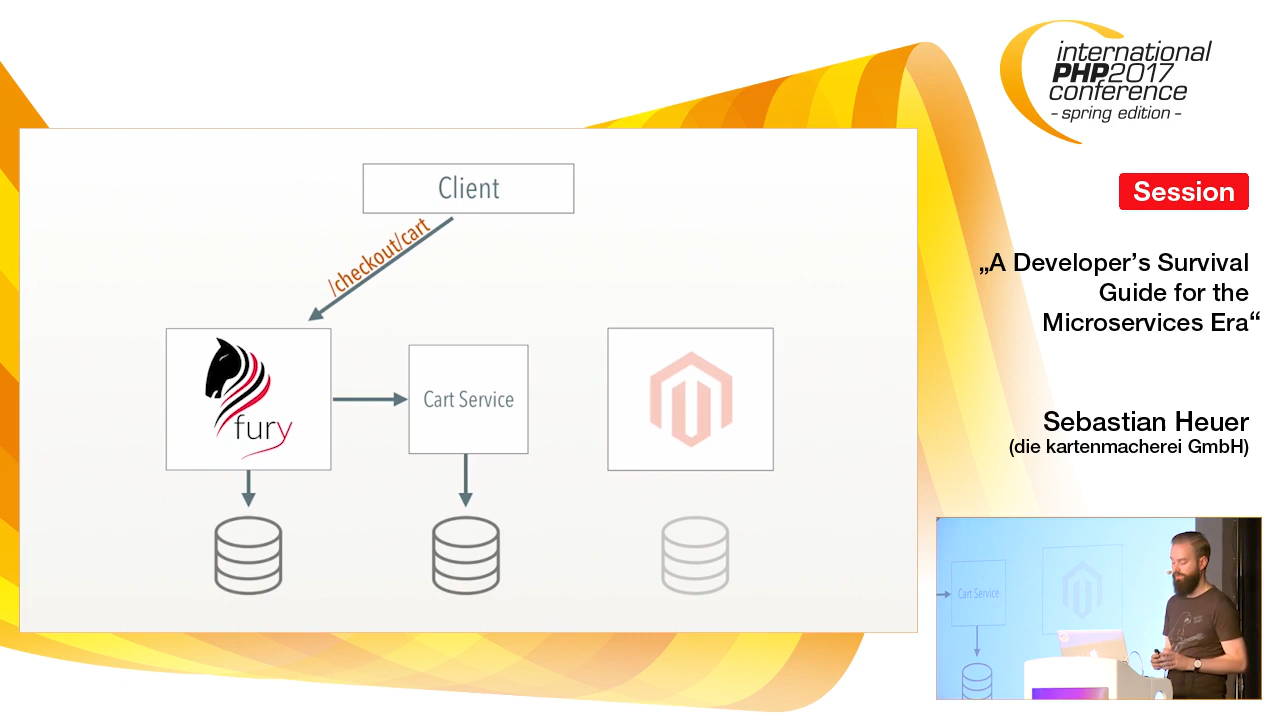 international
PHP2017
conference
- spring edition -
Session
„A Developer’s Survival
Guide for the
Microservices Era“
Sebastian Heuer
(die kartenmacherei GmbH)
Client
/checkout/cart
fury
Cart Service
Cart Service